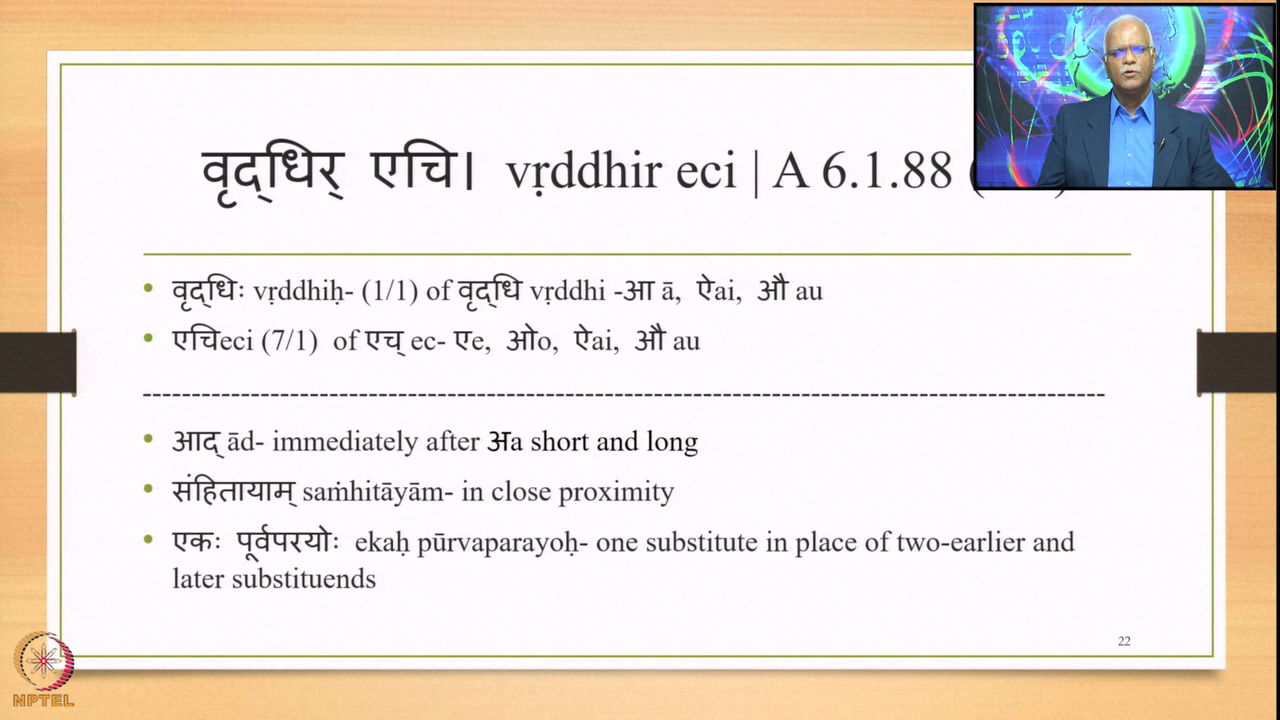 वृद्‌धिर् एचि। vṛddhir eci | A 6.1.88
वृद्‌धिः vṛddhiḥ- (1/1) of वृद्‌धि vṛddhi -आ ā, ऐai, औ au
एचिeci (7/1) of एच् ec- एe, ओo, ऐai, औ au
-----------------------------------------------------------------------------------------------
आद् ād- immediately after अa short and long
संहितायाम् saṁhitāyām- in close proximity
एकः पूर्वपरयोः ekaḥ pūrvaparayoḥ- one substitute in place of two-earlier and
later substituends
22
NPTEL